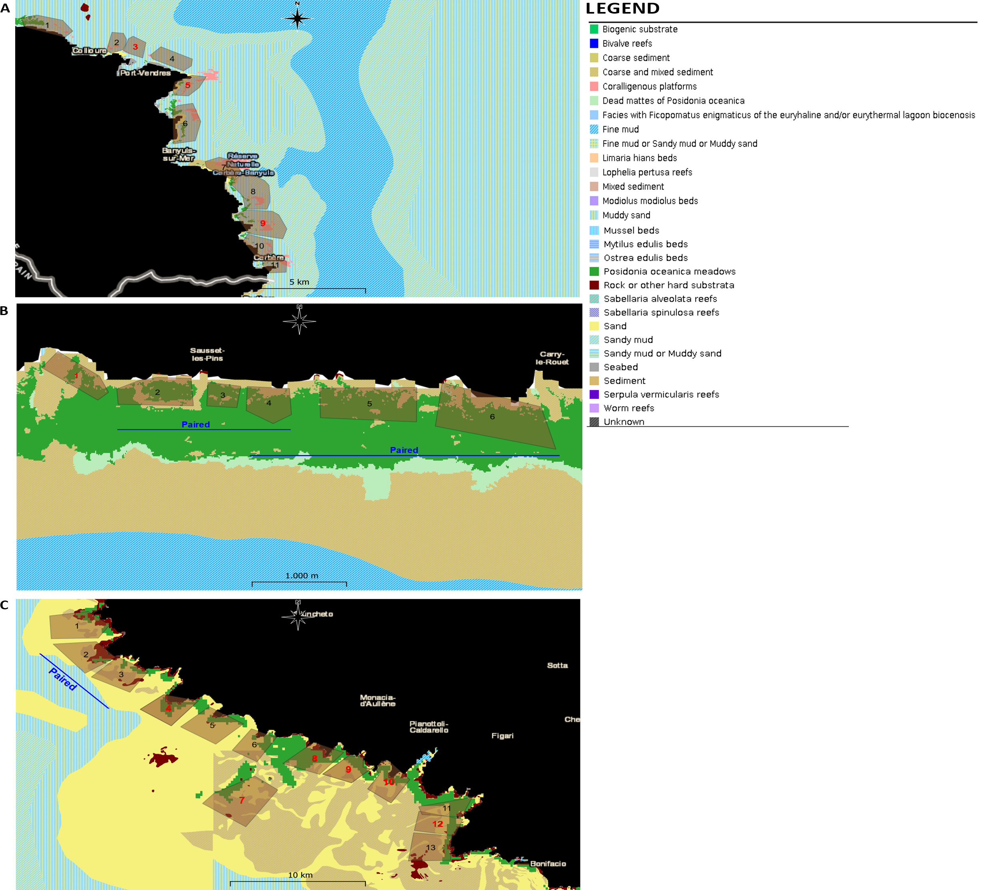 A
N
1
2
3
4
Collioure
Port-Vendres
5
6
Banyuls-
sur-Mer
Réserve
Naturelle
Cerbère-Banyuls
7
8
9
10
Cerbère
11
5 km
LEGEND
Biogenic substrate
Bivalve reefs
Coarse sediment
Coarse and mixed sediment
Coralligenous platforms
Dead mattes of Posidonia oceanica
Facies with Ficopomatus enigmaticus of the euryhaline and/or eurythermal lagoon biocenosis
Fine mud
Fine mud or Sandy mud or Muddy sand
Limaria hians beds
Lophelia pertusa reefs
Mixed sediment
Modiolus modiolus beds
Muddy sand
Mussel beds
Mytilus edulis beds
Ostrea edulis beds
Posidonia oceanica meadows
Rock or other hard substrata
Sabellaria alveolata reefs
Sabellaria spinulosa reefs
Sand
Sandy mud
Sandy mud or Muddy sand
Seabed
Sediment
Serpula vermicularis reefs
Worm reefs
Unknown
B
N
Sausset-
les-Pins
Carry-
le-Rouet
1
2
3
4
5
6
Paired
Paired
1.000 m
C
N
1
2
3
Paired
Sotta
4
5
Monacia-
d'Aullène
Pianottoli-
Caldarello
Che
Figari
6
7
8
9
10
11
12
13
Bonifacio
10 km